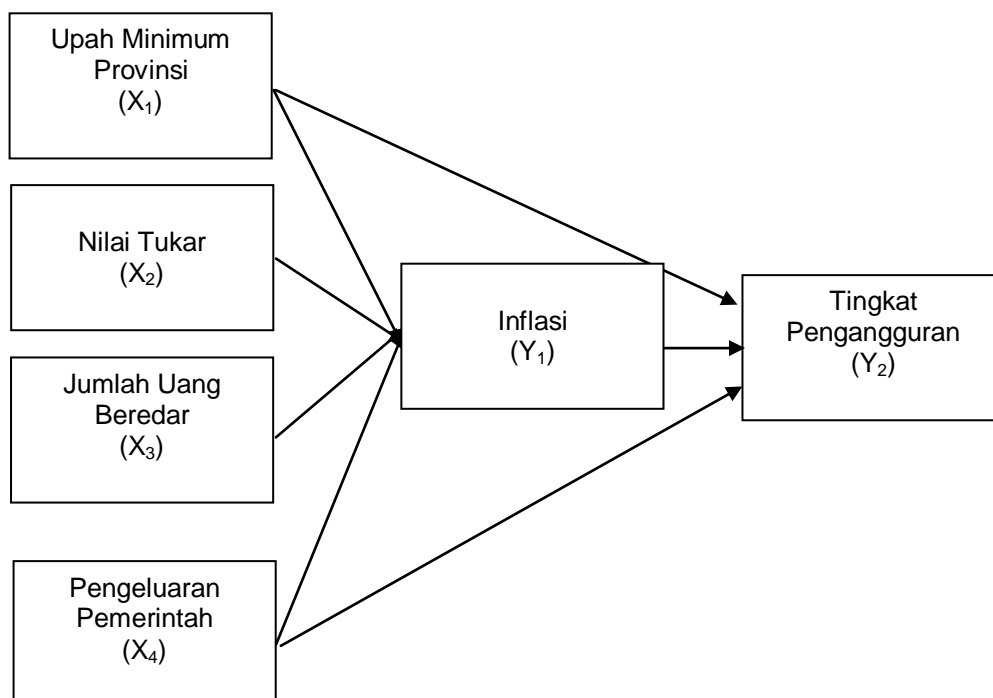 Upah Minimum
Provinsi
(X₁)
Nilai Tukar
(X₂)
Jumlah Uang
Beredar
(X₃)
Pengeluaran
Pemerintah
(X₄)
Inflasi
(Y₁)
Tingkat
Pengangguran
(Y₂)